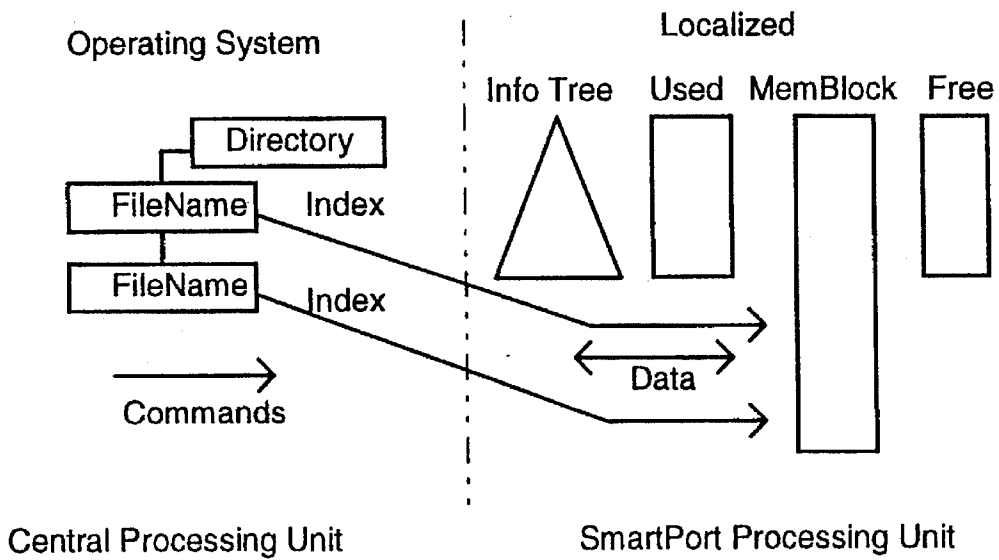 Operating System
Localized
Info Tree
Used
MemBlock
Free
Directory
FileName
Index
FileName
Index
Data
Commands
Central Processing Unit
SmartPort Processing Unit